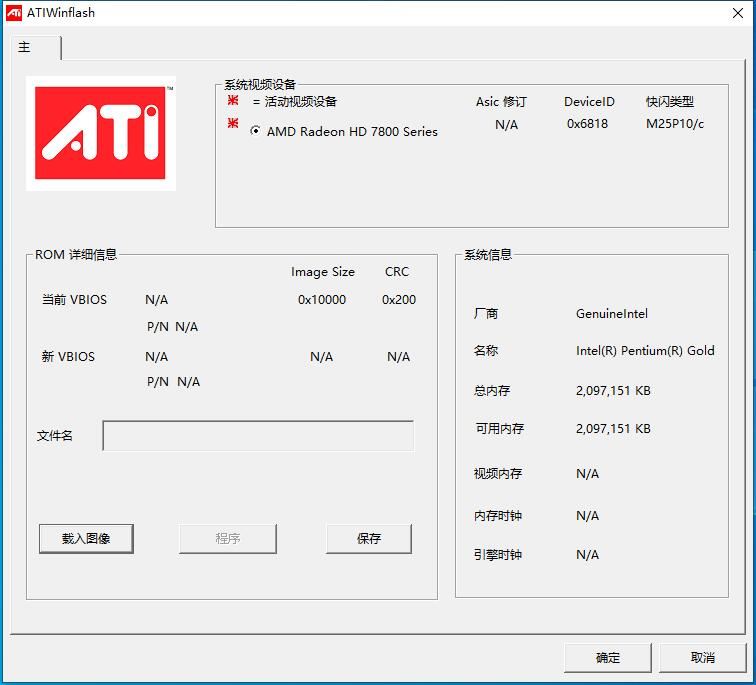 ATIWinflash
主
ATI™
系统视频设备
= 活动视频设备 Asic 修订 DeviceID 快闪类型
AMD Radeon HD 7800 Series N/A 0x6818 M25P10/c
ROM 详细信息
Image Size CRC
当前 VBIOS N/A 0x10000 0x200
P/N N/A
新 VBIOS N/A N/A N/A
P/N N/A
文件名
载入图像 程序 保存
系统信息
厂商 GenuineIntel
名称 Intel(R) Pentium(R) Gold
总内存 2,097,151 KB
可用内存 2,097,151 KB
视频内存 N/A
内存时钟 N/A
引擎时钟 N/A
确定 取消